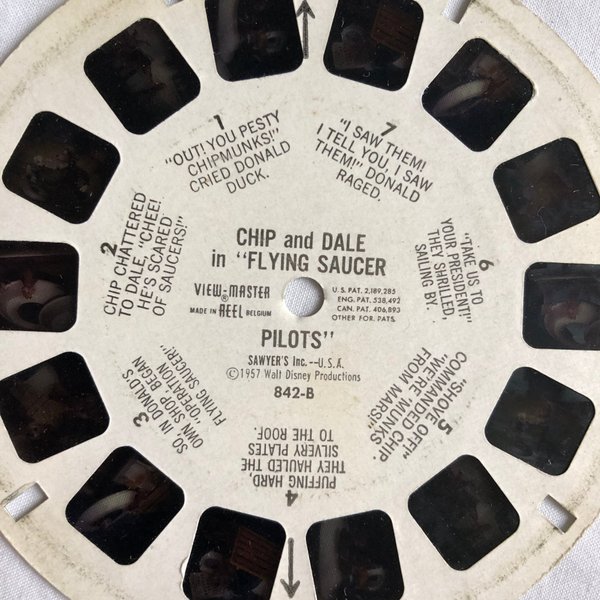 CHIP and DALE
in "FLYING SAUCER
VIEW-MASTER
®
MADE IN REEL BELGIUM
U.S. PAT. 2,189,285
ENG. PAT. 538,492
CAN. PAT. 406,893
OTHER FOR. PATS.
PILOTS"
SAWYER'S Inc.--U.S.A.
©1957 Walt Disney Productions
842-B
1
"OUT! YOU PESTY
CHIPMUNKS!"
CRIED DONALD
DUCK.
2
CHIP CHATTERED
TO DALE, "CHEE!
HE'S SCARED
OF SAUCERS!"
3
SO, IN DONALD'S
OWN SHOP BEGAN
"OPERATION
FLYING SAUCER!"
4
PUFFING HARD,
THEY HAULED THE
SILVERY PLATES
TO THE ROOF.
5
"SHOVE OFF!"
COMMANDED CHIP.
"WE'RE MUNKS
FROM MARS!"
6
"TAKE US TO
YOUR PRESIDENT!"
THEY SHRILLED,
SAILING BY.
7
"I SAW THEM!
I TELL YOU, I SAW
THEM!" DONALD
RAGED.